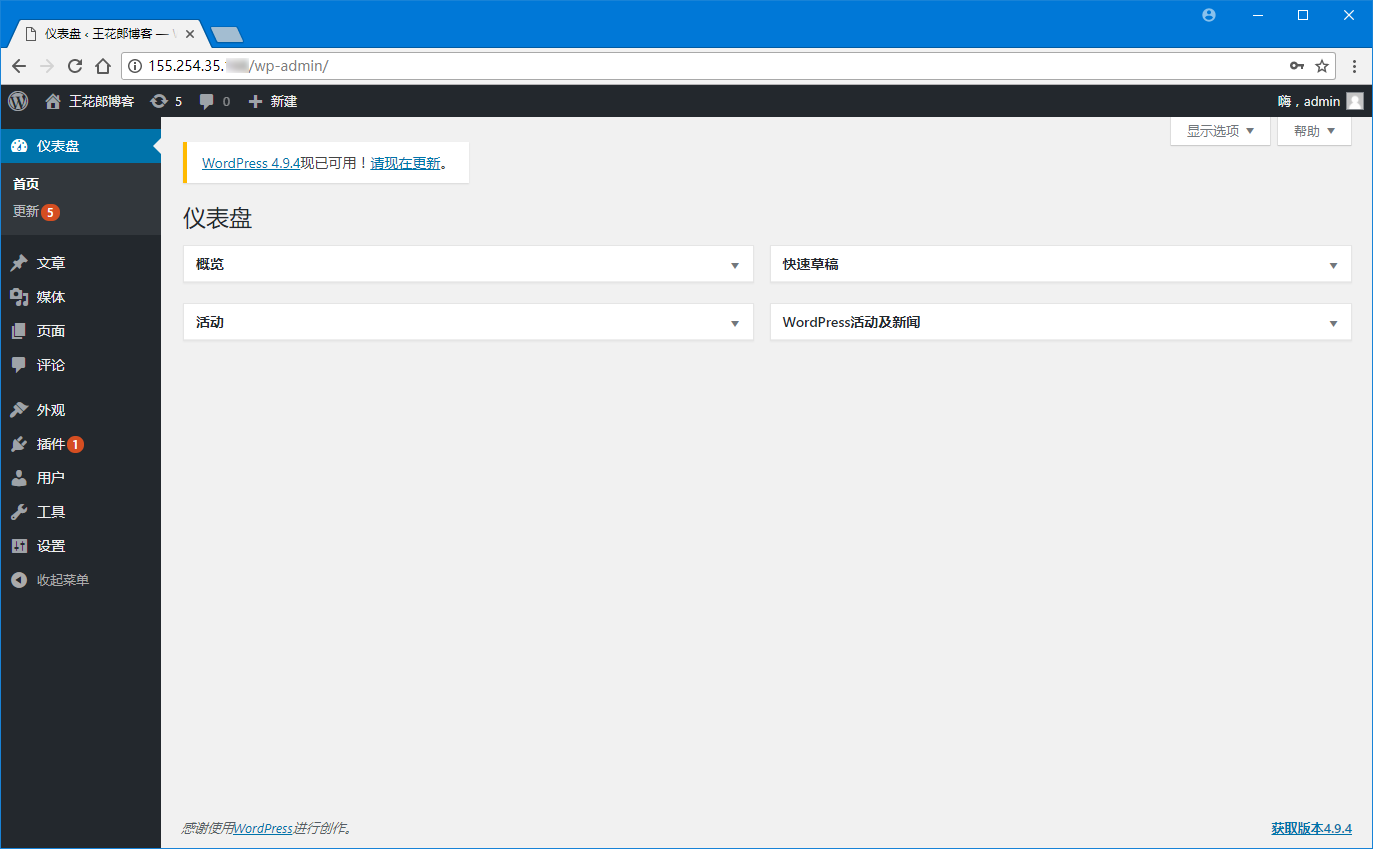 仪表盘 ‹ 王花郎博客 —
155.254.35. /wp-admin/
王花郎博客 5 0 新建 嗨，admin
仪表盘
首页
更新 5
文章
媒体
页面
评论
外观
插件 1
用户
工具
设置
收起菜单
显示选项 ▼ 帮助 ▼
WordPress 4.9.4现已可用！请现在更新。
仪表盘
概览
快速草稿
活动
WordPress活动及新闻
感谢使用WordPress进行创作。
获取版本4.9.4